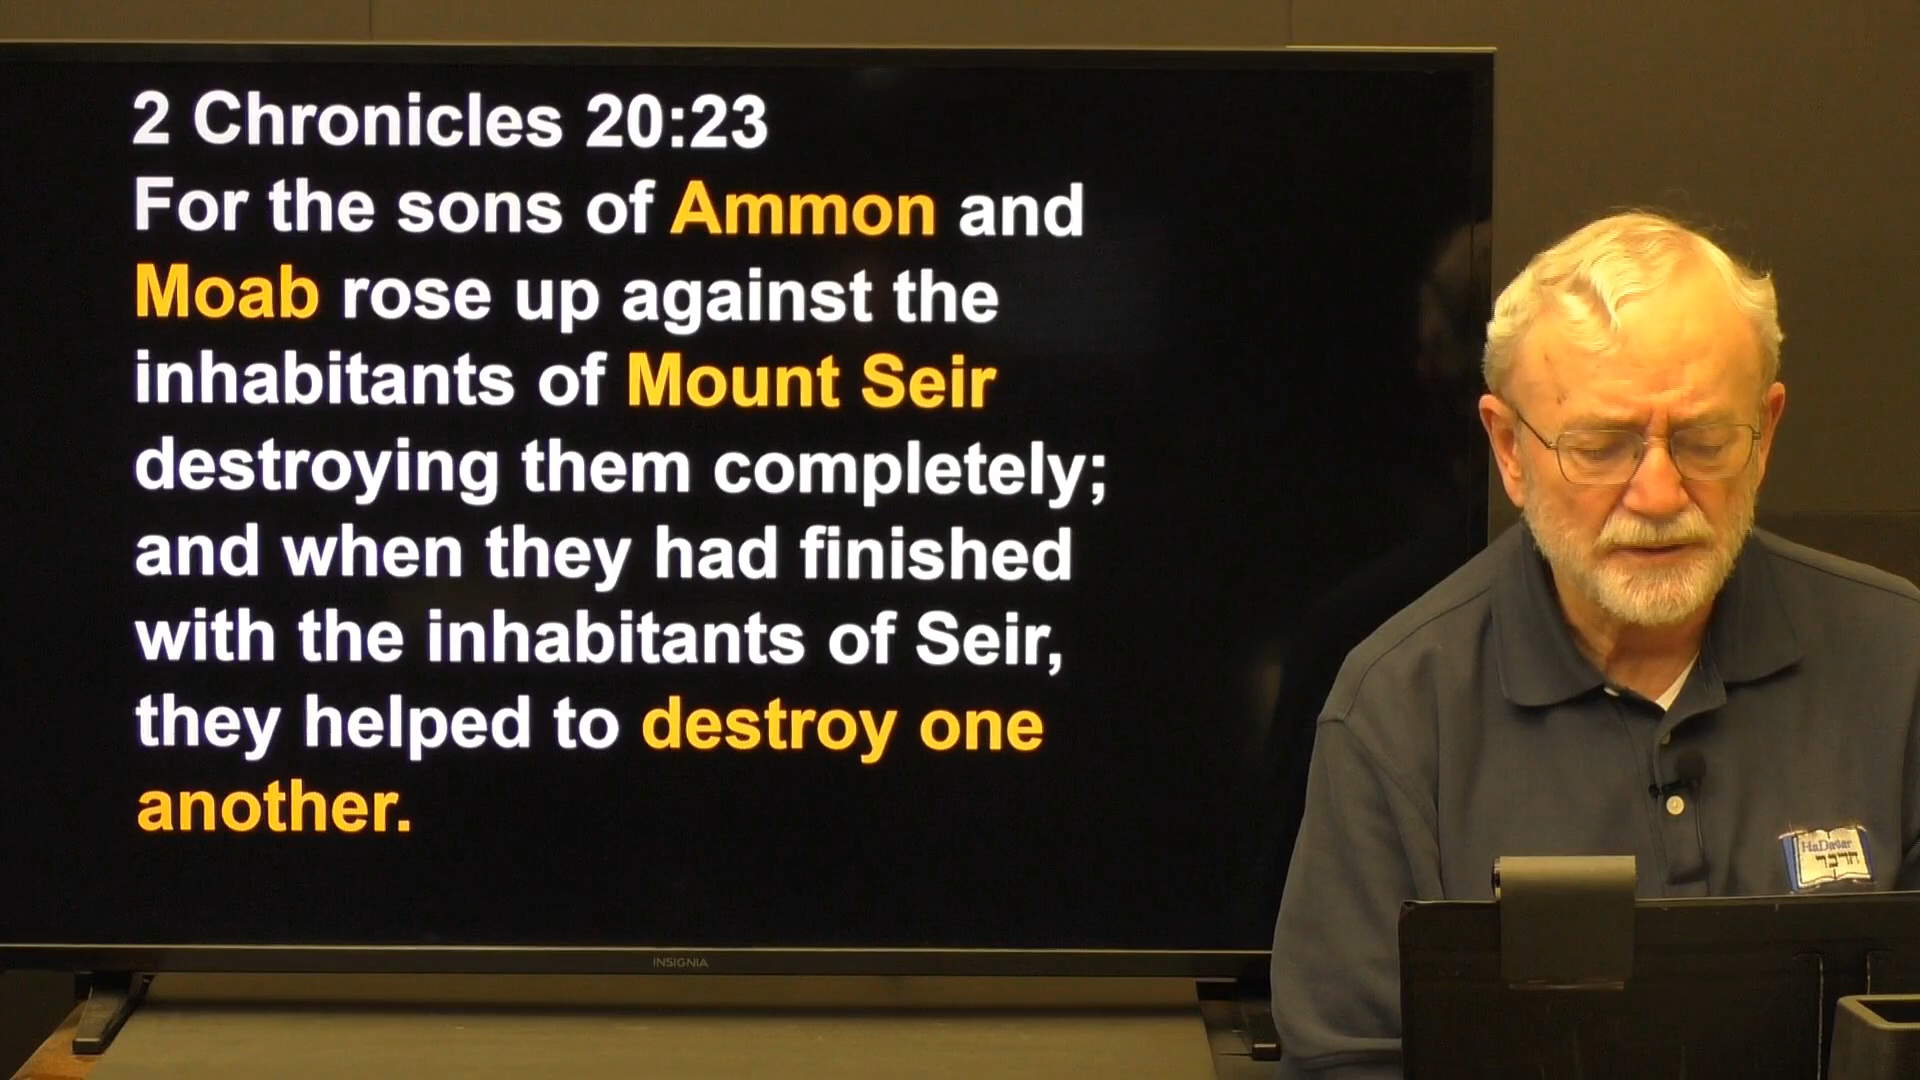 2 Chronicles 20:23
For the sons of Ammon and
Moab rose up against the
inhabitants of Mount Seir
destroying them completely;
and when they had finished
with the inhabitants of Seir,
they helped to destroy one
another.
INSIGNIA
HaDavar
הדבר